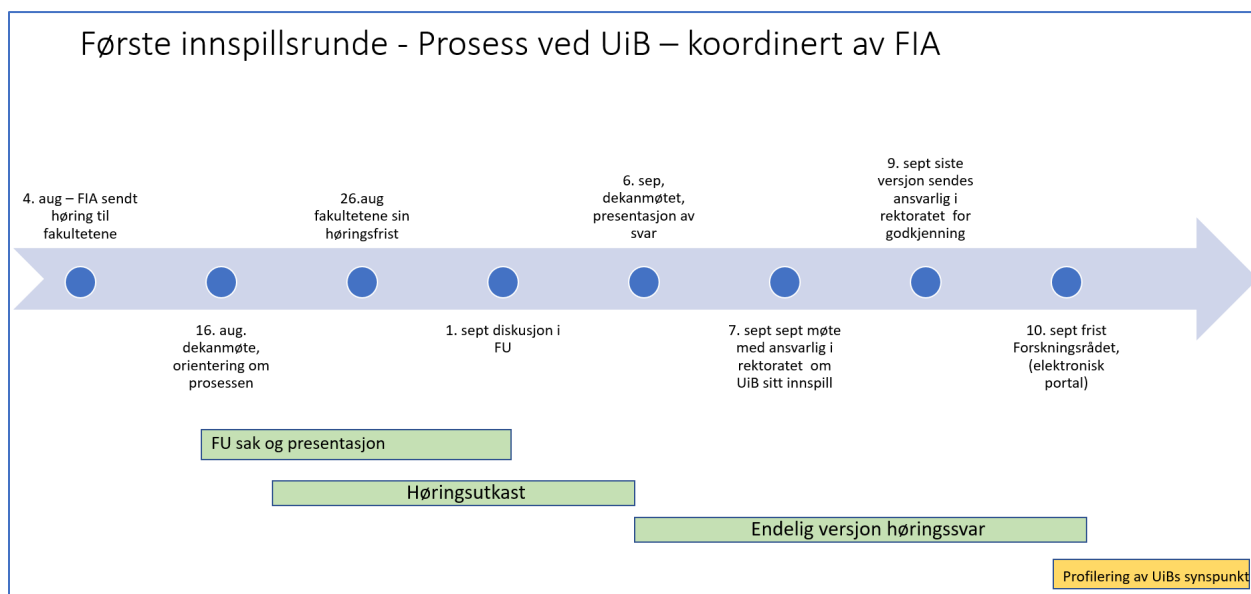 Første innspillsrunde - Prosess ved UiB – koordinert av FIA
4. aug – FIA sendt
høring til
fakultetene
26.aug
fakultetene sin
høringsfrist
6. sep,
dekanmøtet,
presentasjon av
svar
9. sept siste
versjon sendes
ansvarlig i
rektoratet for
godkjenning
16. aug.
dekanmøte,
orientering om
prosessen
1. sept diskusjon i
FU
7. sept sept møte
med ansvarlig i
rektoratet om
UiB sitt innspill
10. sept frist
Forskningsrådet,
(elektronisk
portal)
FU sak og presentasjon
Høringsutkast
Endelig versjon høringssvar
Profilering av UiBs synspunkt